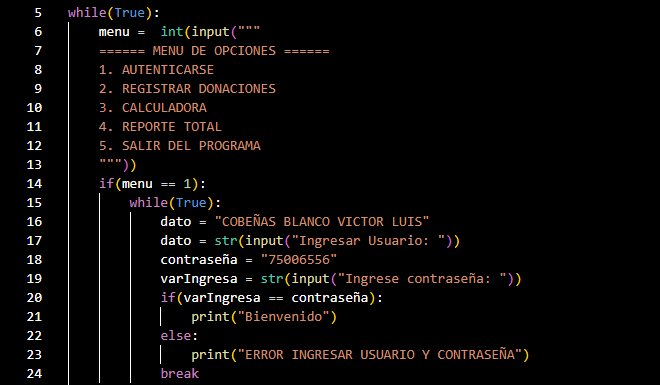 5 while(True):
6 menu =  int(input("""
7 ====== MENU DE OPCIONES ======
8 1. AUTENTICARSE
9 2. REGISTRAR DONACIONES
10 3. CALCULADORA
11 4. REPORTE TOTAL
12 5. SALIR DEL PROGRAMA
13 """))
14 if(menu == 1):
15 while(True):
16 dato = "COBEÑAS BLANCO VICTOR LUIS"
17 dato = str(input("Ingresar Usuario: "))
18 contraseña = "75006556"
19 varIngresa = str(input("Ingrese contraseña: "))
20 if(varIngresa == contraseña):
21 print("Bienvenido")
22 else:
23 print("ERROR INGRESAR USUARIO Y CONTRASEÑA")
24 break